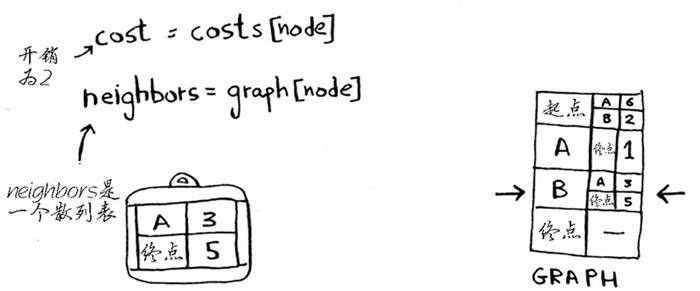 cost = costs[node]
开销
为2
neighbors = graph[node]
neighbors是
一个散列表
A 3
终点 5
起点 A 6
B 2
A 终点 1
B A 3
终点 5
终点 —
GRAPH